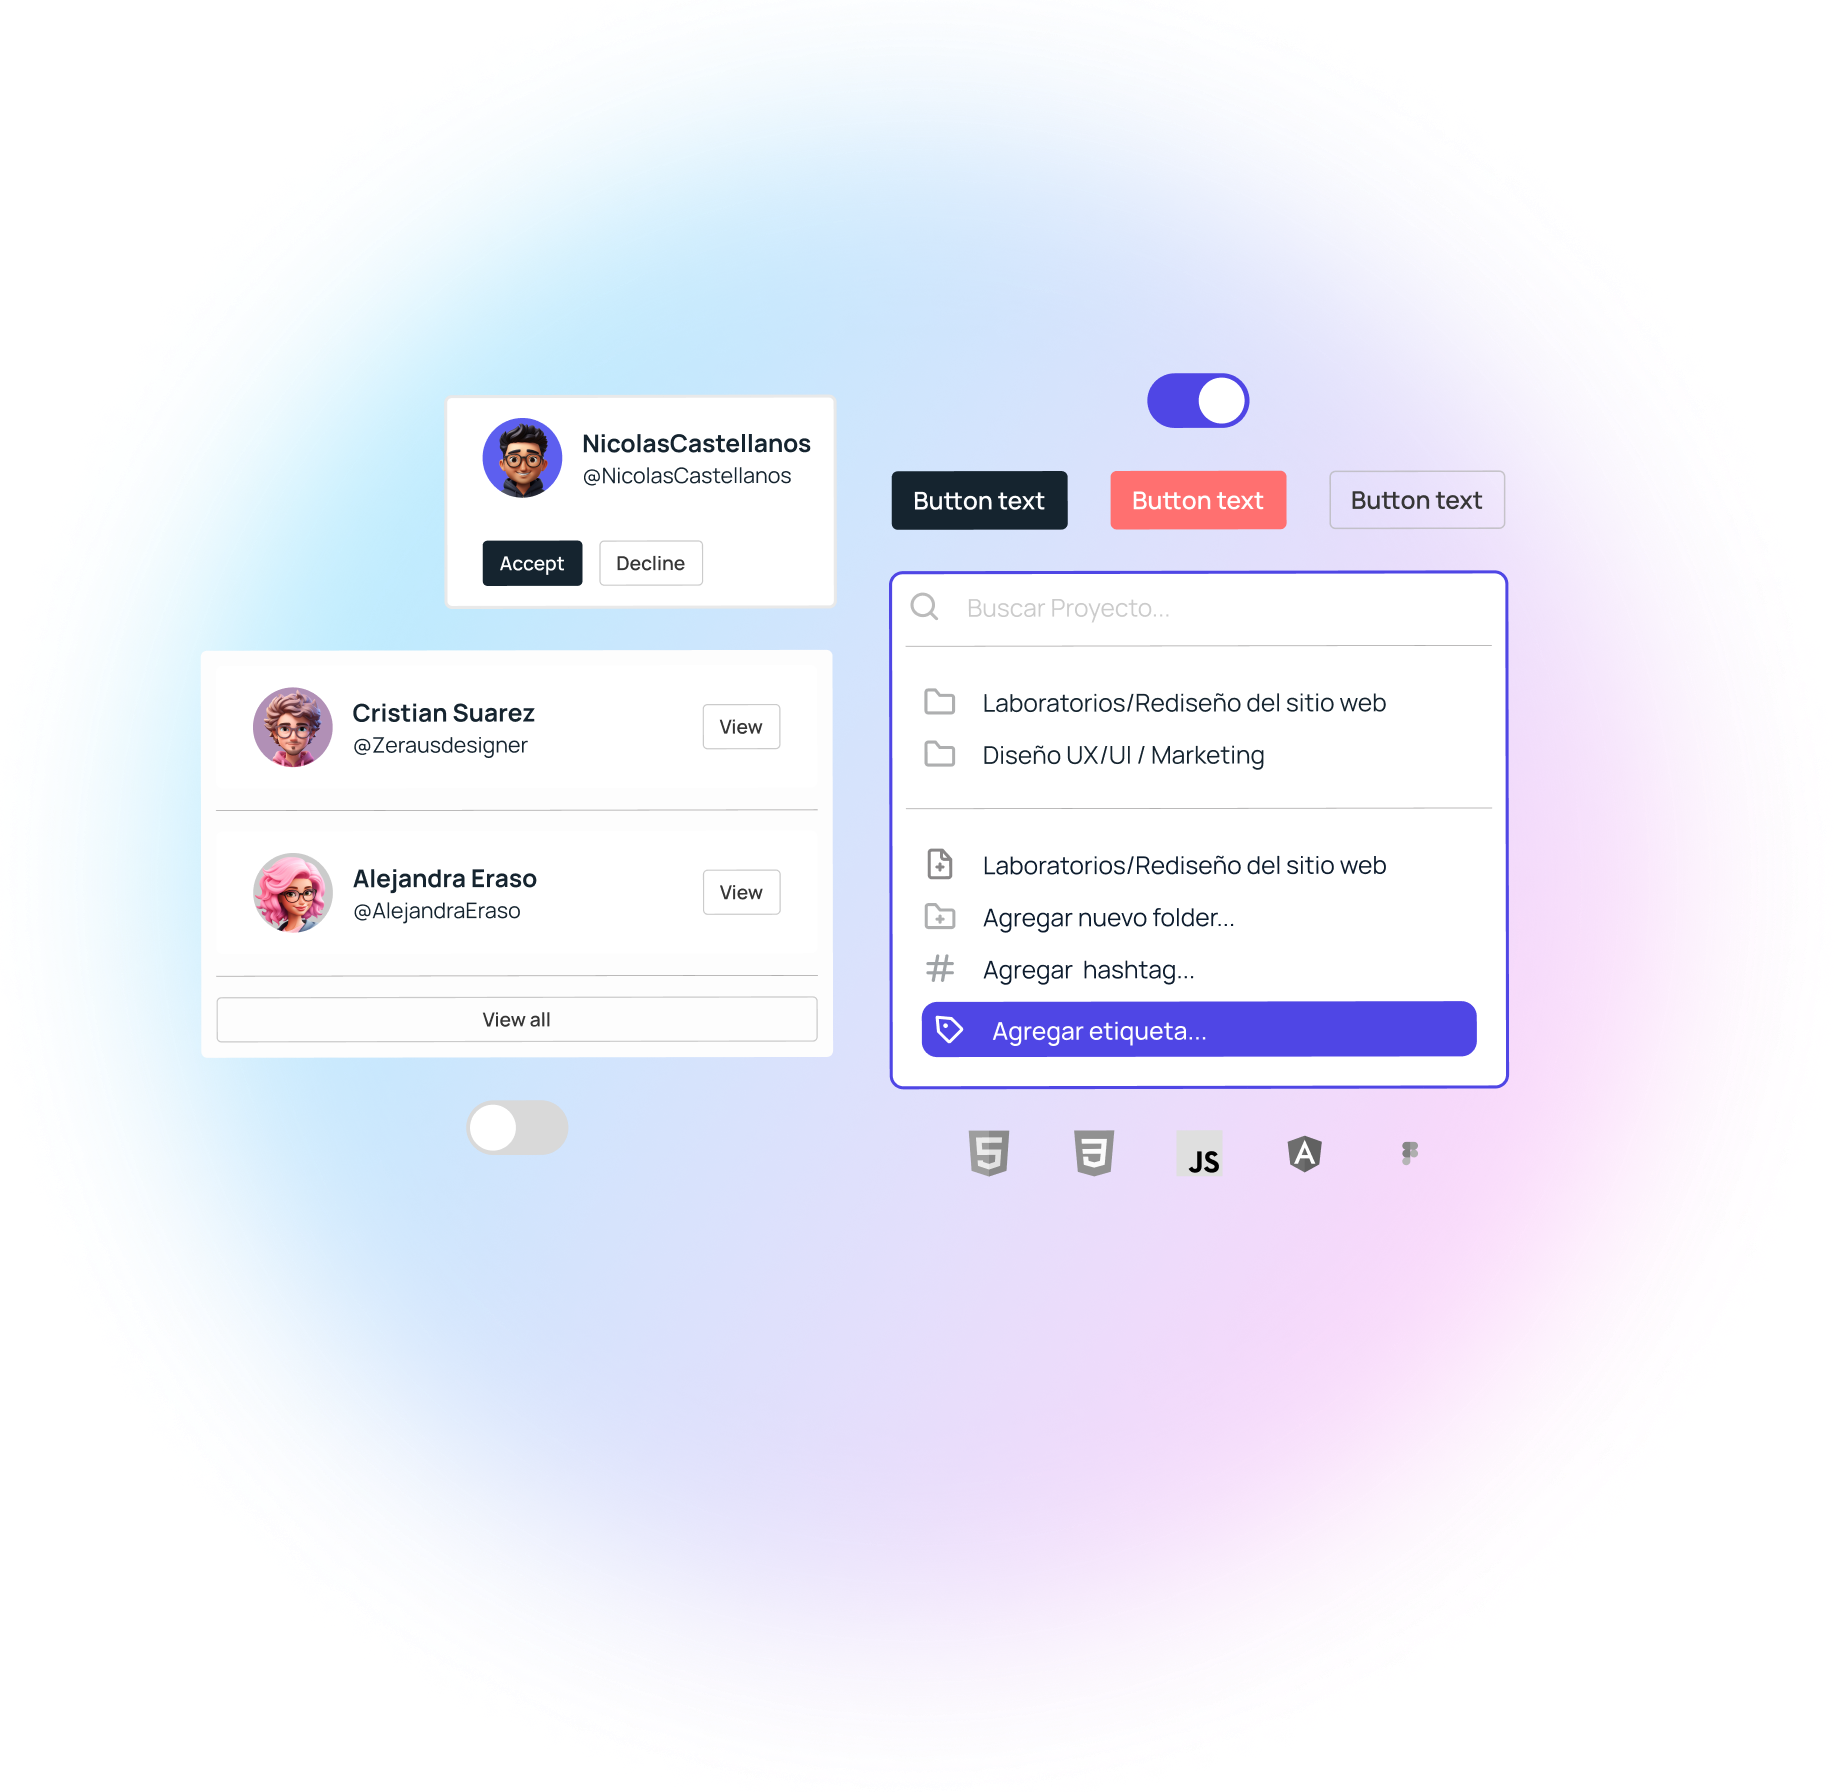 NicolasCastellanos
@NicolasCastellanos
Accept
Decline
Cristian Suarez
@Zerausdesigner
View
Alejandra Eraso
@AlejandraEraso
View
View all
Button text
Button text
Button text
Buscar Proyecto...
Laboratorios/Rediseño del sitio web
Diseño UX/UI / Marketing
Laboratorios/Rediseño del sitio web
Agregar nuevo folder...
Agregar  hashtag...
Agregar etiqueta...
JS